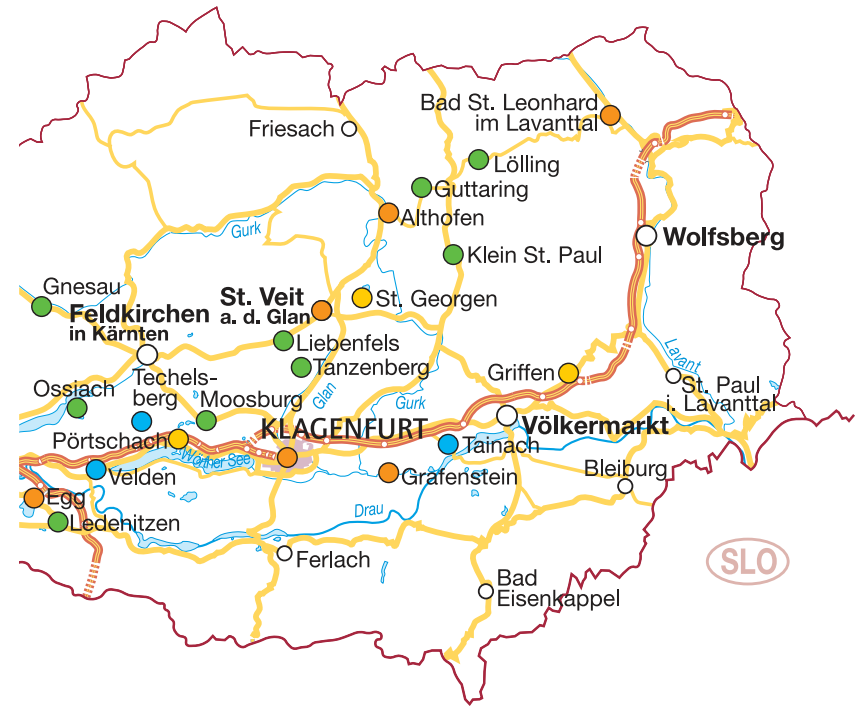 Bad St. Leonhard
im Lavanttal
Friesach
Lölling
Guttaring
Althofen
Gurk
Wolfsberg
Klein St. Paul
Gnesau
St. Veit
a. d. Glan
St. Georgen
Feldkirchen
in Kärnten
Liebenfels
Tanzenberg
Griffen
Lavant
Techels-
berg
Ossiach
Moosburg
Glan
Gurk
St. Paul
i. Lavanttal
Pörtschach
KLAGENFURT
Völkermarkt
Tainach
Wörther See
Velden
Grafenstein
Bleiburg
Egg
Ledenitzen
Drau
Ferlach
SLO
Bad
Eisenkappel